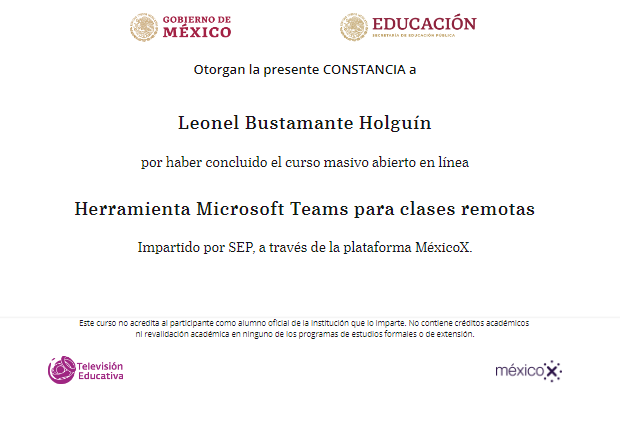 GOBIERNO DE
MÉXICO
EDUCACIÓN
SECRETARÍA DE EDUCACIÓN PÚBLICA
Otorgan la presente CONSTANCIA a
Leonel Bustamante Holguín
por haber concluido el curso masivo abierto en línea
Herramienta Microsoft Teams para clases remotas
Impartido por SEP, a través de la plataforma MéxicoX.
Este curso no acredita al participante como alumno oficial de la institución que lo imparte. No contiene créditos académicos
ni revalidación académica en ninguno de los programas de estudios formales o de extensión.
Televisión
Educativa
méxicoX